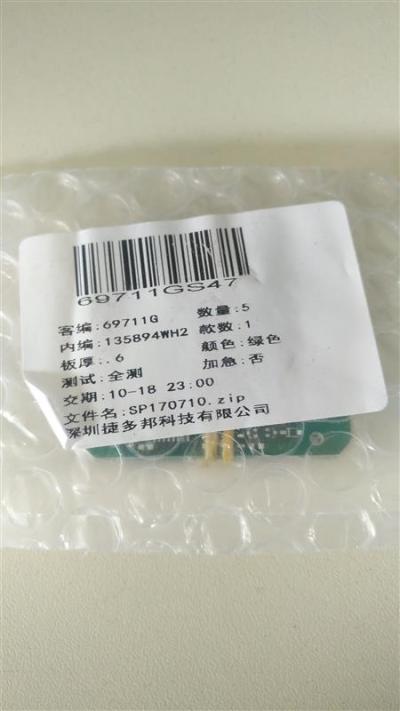 69711GS47
客编:69711G 数量:5
内编:135894WH2 款数:1
板厚:.6 颜色:绿色
测试:全测 加急:否
交期:10-18 23:00
文件名:SP170710.zip
深圳捷多邦科技有限公司